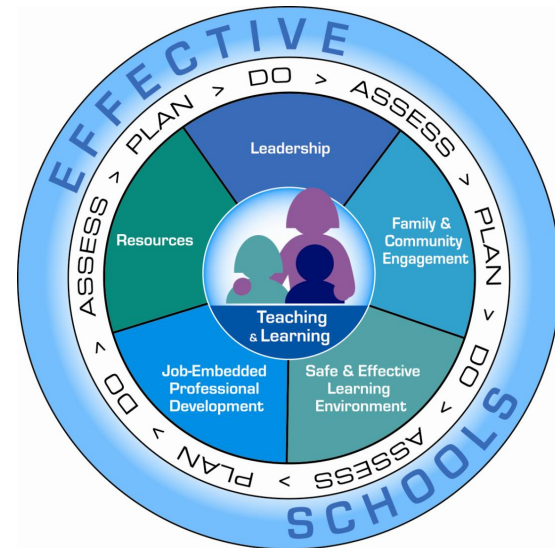 EFFECTIVE
PLAN > DO > ASSESS > PLAN > DO > ASSESS > PLAN > DO > ASSESS >
Leadership
Family &
Community
Engagement
Resources
Teaching
& Learning
Job-Embedded
Professional
Development
Safe & Effective
Learning
Environment
SCHOOLS